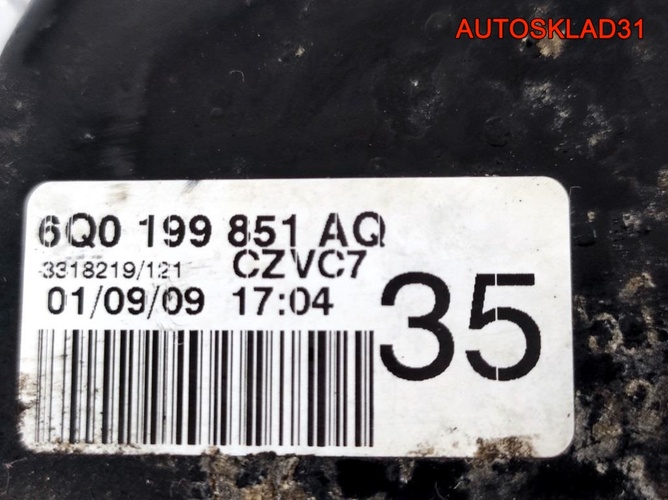 AUTOSKLAD31
6Q0 199 851 AQ
3318219/121 CZVC7
01/09/09 17:04
35